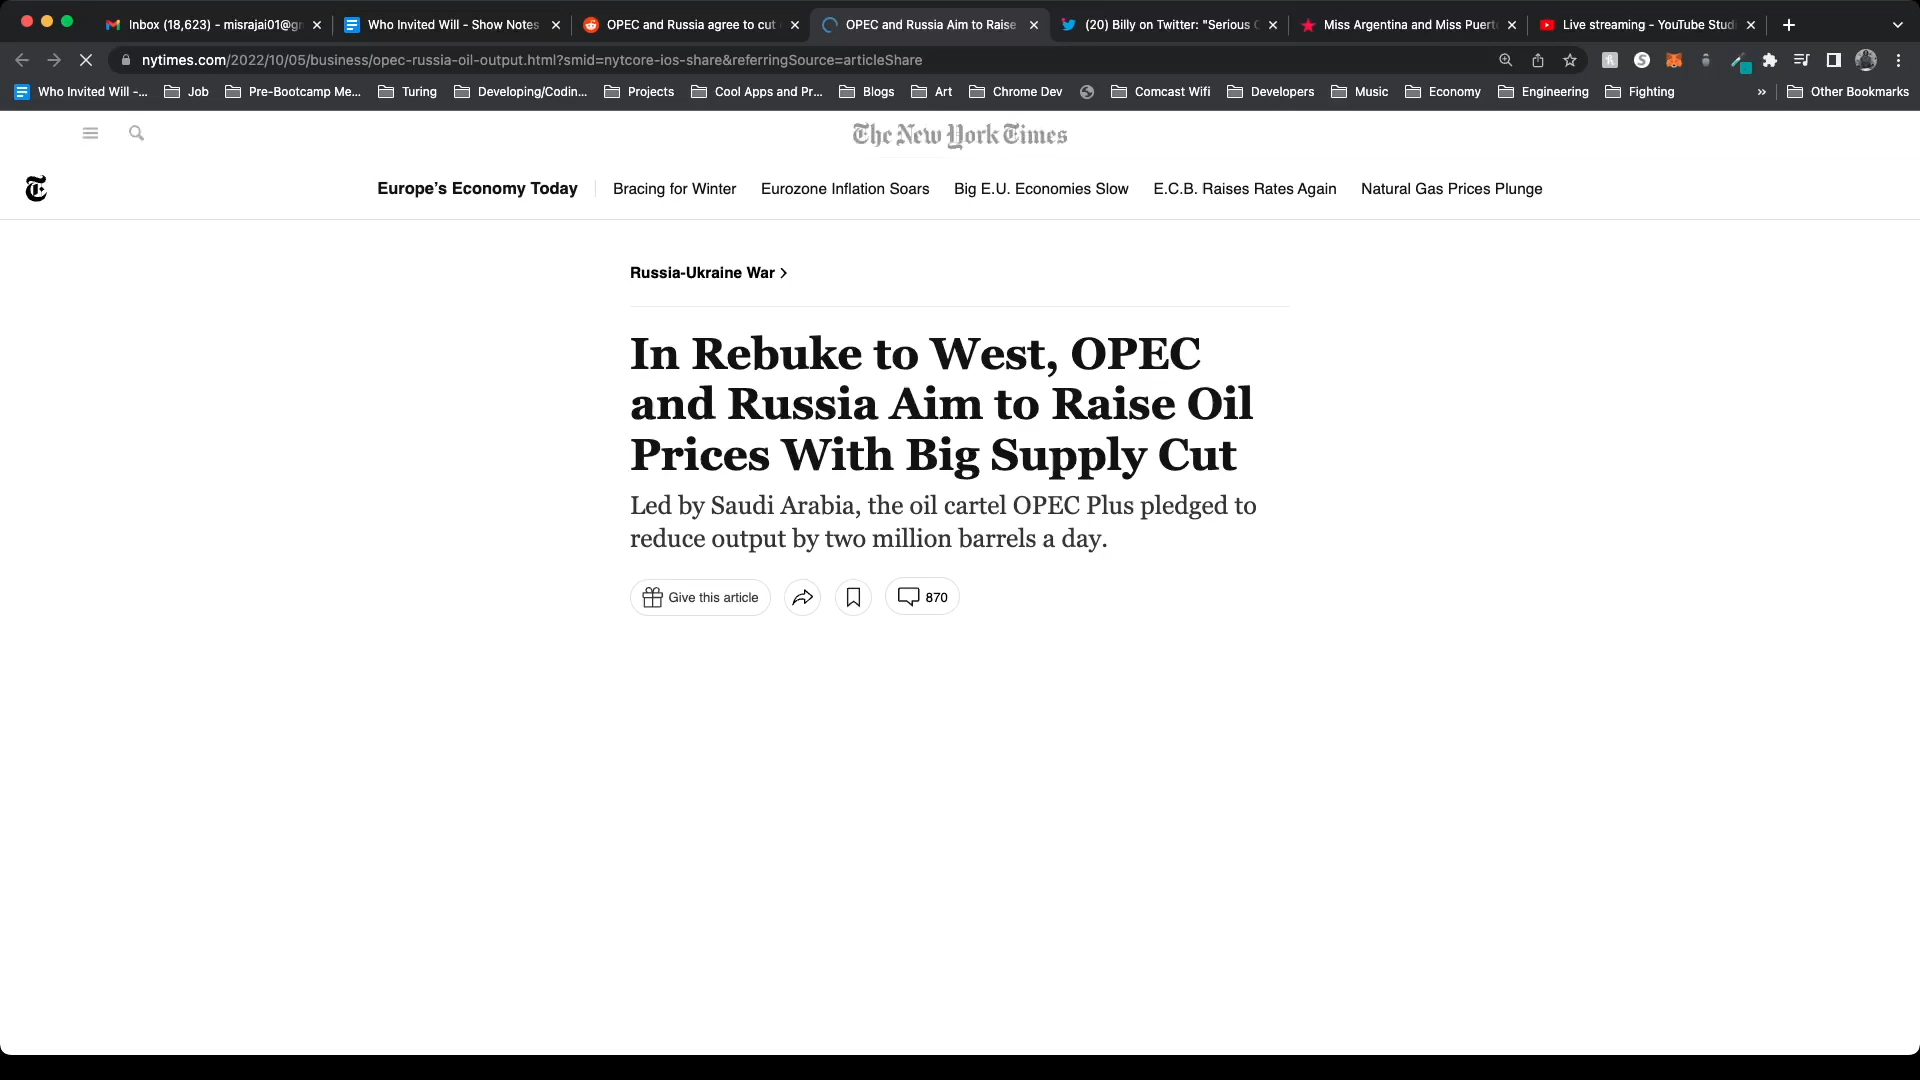 Inbox (18,623) - misrajai01@g
Who Invited Will - Show Notes
OPEC and Russia agree to cut
OPEC and Russia Aim to Raise
(20) Billy on Twitter: "Serious
Miss Argentina and Miss Puert
Live streaming - YouTube Stud
nytimes.com/2022/10/05/business/opec-russia-oil-output.html?smid=nytcore-ios-share&referringSource=articleShare
Who Invited Will -...
Job
Pre-Bootcamp Me...
Turing
Developing/Codin...
Projects
Cool Apps and Pr...
Blogs
Art
Chrome Dev
Comcast Wifi
Developers
Music
Economy
Engineering
Fighting
»
Other Bookmarks
The New York Times
Europe's Economy Today
Bracing for Winter
Eurozone Inflation Soars
Big E.U. Economies Slow
E.C.B. Raises Rates Again
Natural Gas Prices Plunge
Russia-Ukraine War >
In Rebuke to West, OPEC
and Russia Aim to Raise Oil
Prices With Big Supply Cut
Led by Saudi Arabia, the oil cartel OPEC Plus pledged to
reduce output by two million barrels a day.
Give this article
870